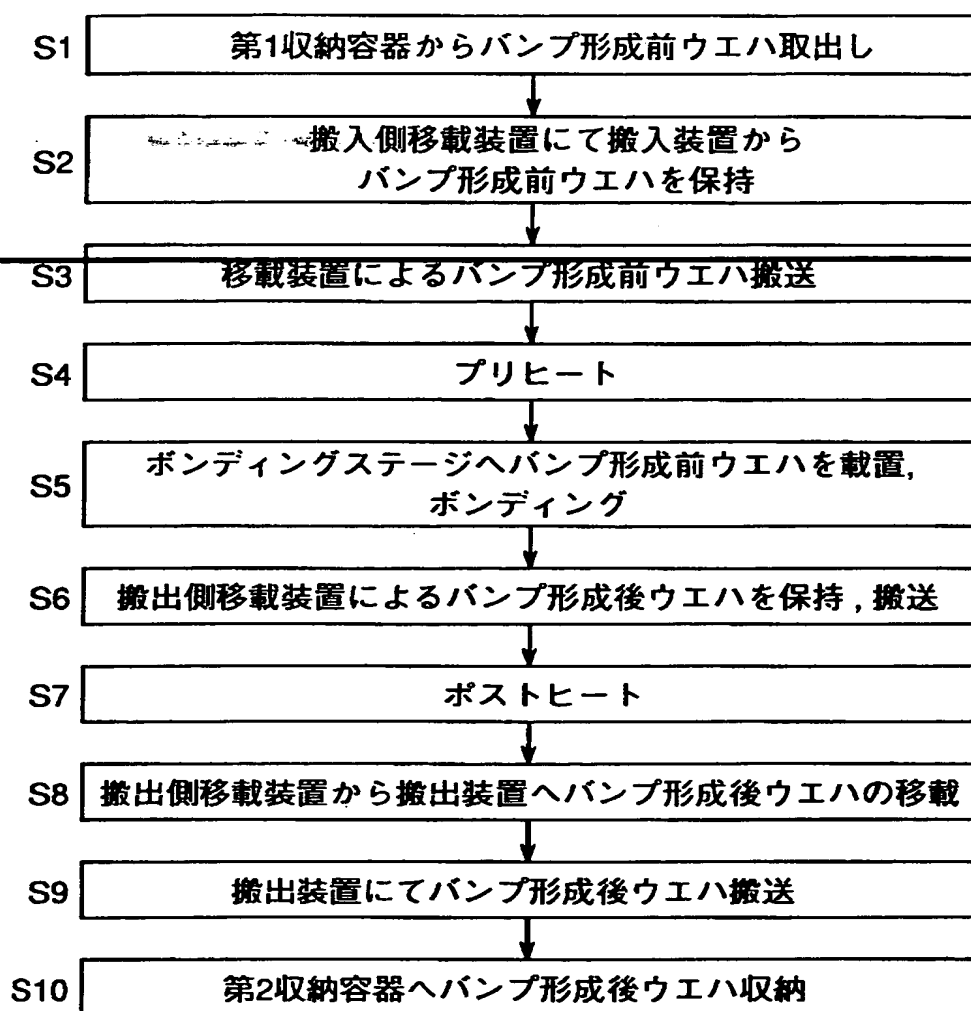 S1 第1収納容器からバンプ形成前ウエハ取出し
S2 搬入側移載装置にて搬入装置から
バンプ形成前ウエハを保持
S3 移載装置によるバンプ形成前ウエハ搬送
S4 プリヒート
S5 ボンディングステージへバンプ形成前ウエハを載置,
ボンディング
S6 搬出側移載装置によるバンプ形成後ウエハを保持,搬送
S7 ポストヒート
S8 搬出側移載装置から搬出装置へバンプ形成後ウエハの移載
S9 搬出装置にてバンプ形成後ウエハ搬送
S10 第2収納容器へバンプ形成後ウエハ収納